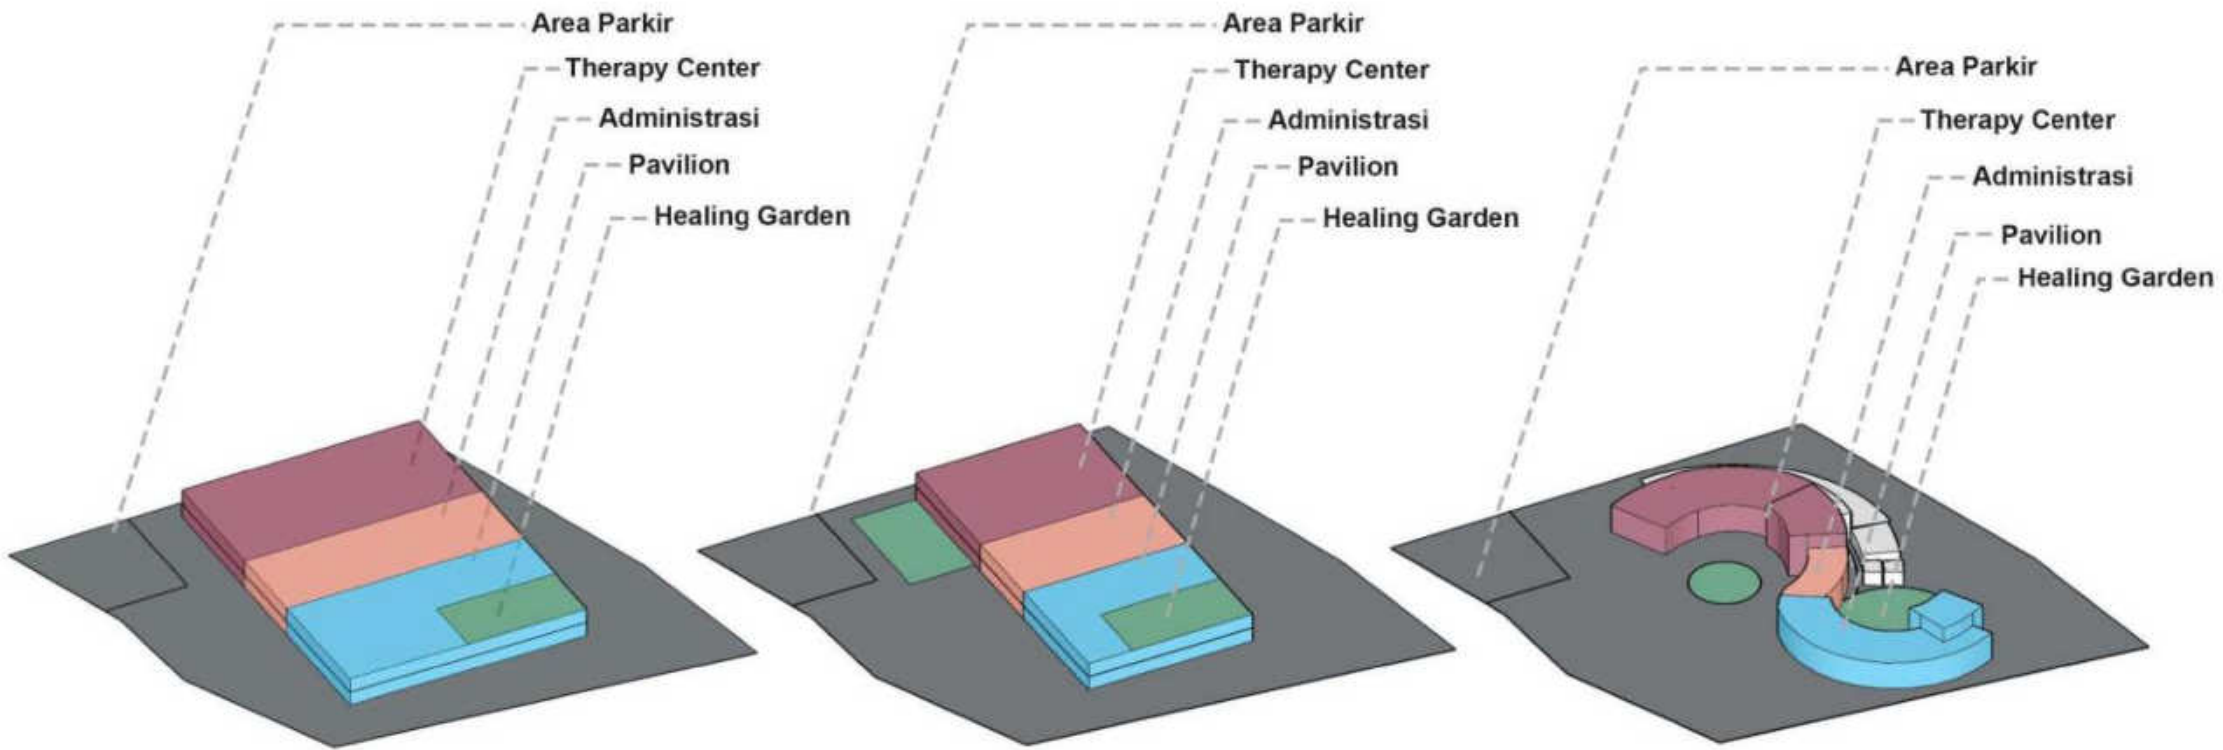 Area Parkir
Therapy Center
Administrasi
Pavilion
Healing Garden
Area Parkir
Therapy Center
Administrasi
Pavilion
Healing Garden
Area Parkir
Therapy Center
Administrasi
Pavilion
Healing Garden